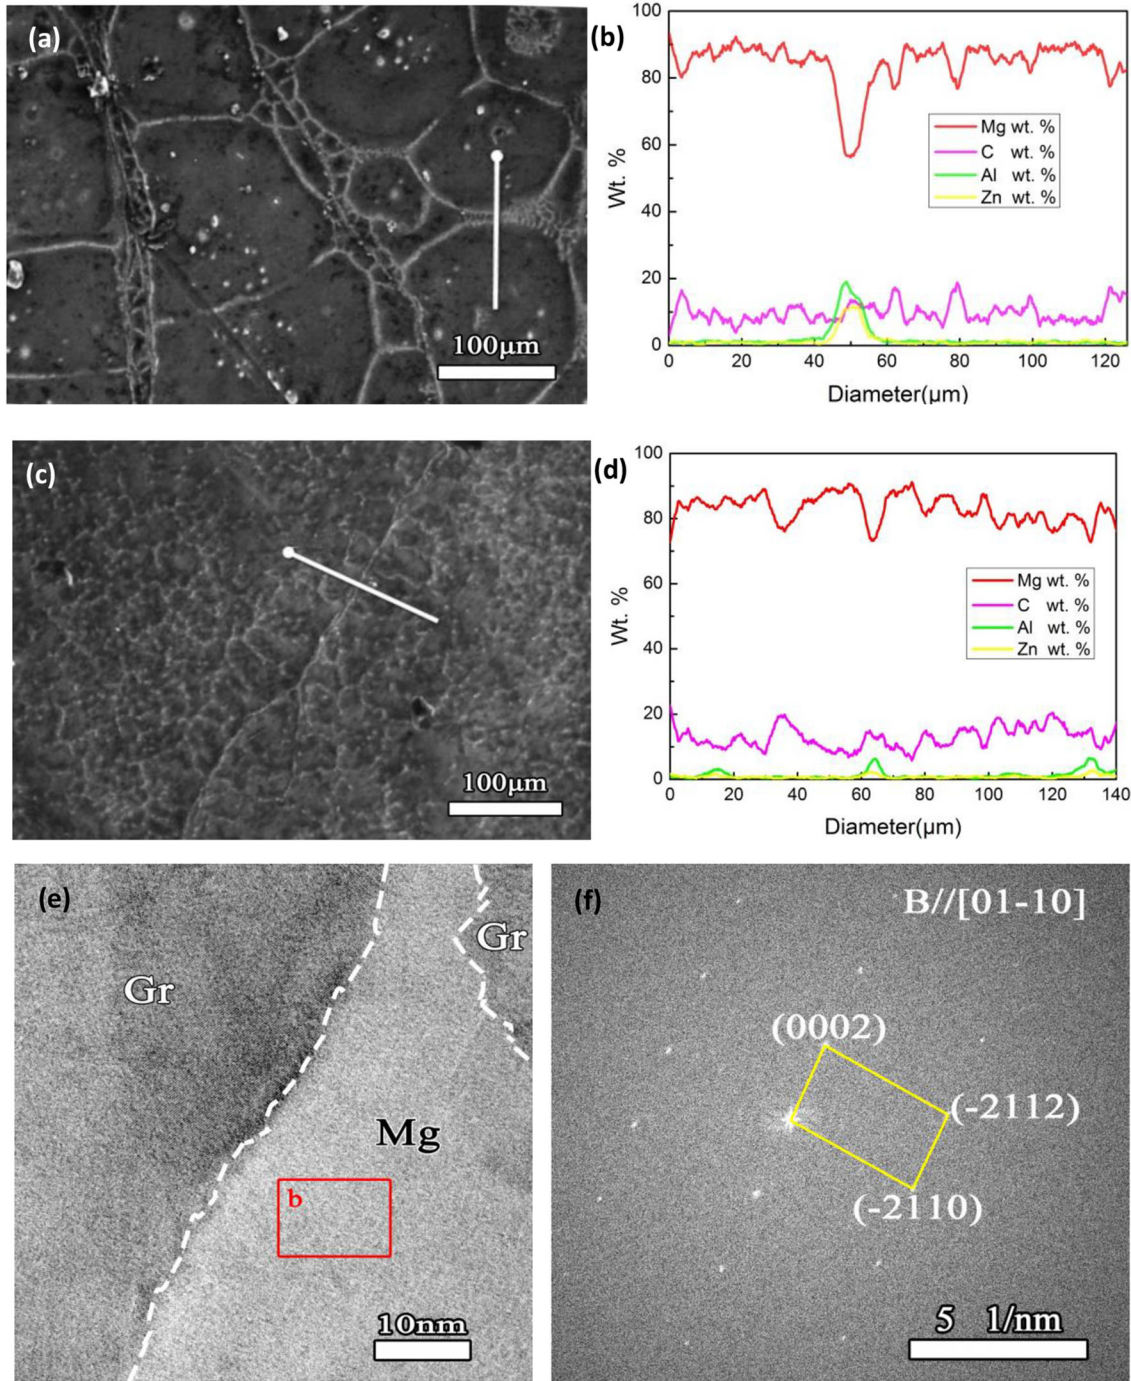 (a)
100µm
(b)
100
80
60
40
20
0
Wt. %
Mg wt. %
C wt. %
Al wt. %
Zn wt. %
0 20 40 60 80 100 120
Diameter(µm)
(c)
100µm
(d)
100
80
60
40
20
0
Wt. %
Mg wt. %
C wt. %
Al wt. %
Zn wt. %
0 20 40 60 80 100 120 140
Diameter(µm)
(e)
Gr
Gr
Mg
b
10nm
(f)
B//[01-10]
(0002)
(-2112)
(-2110)
5 1/nm